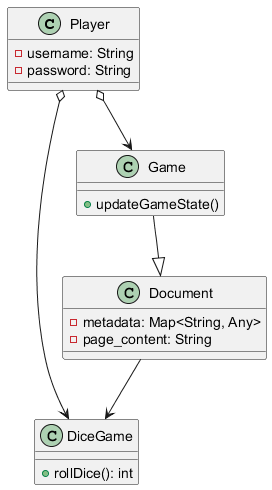 C Player
username: String
password: String
C Game
updateGameState()
C Document
metadata: Map<String, Any>
page_content: String
C DiceGame
rollDice(): int